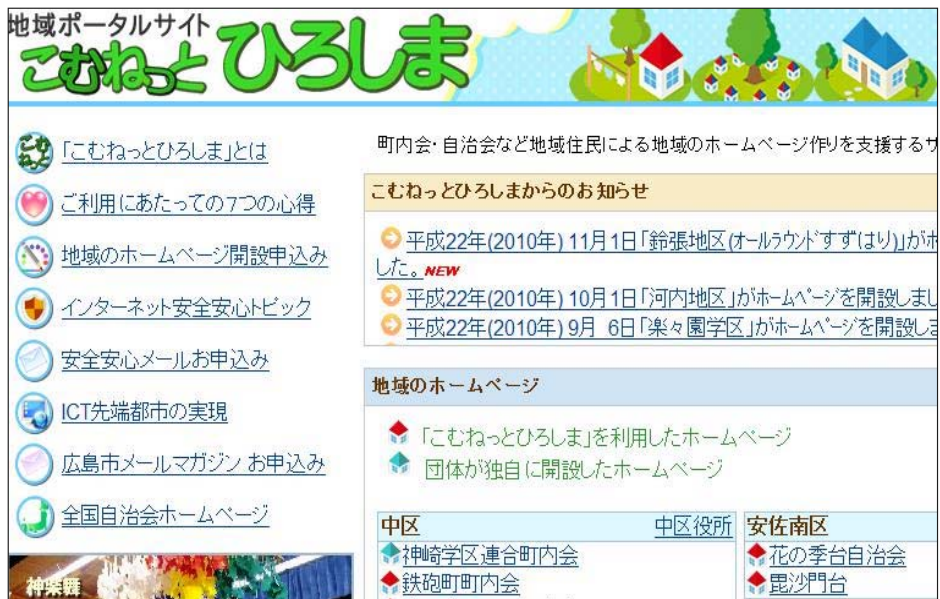 地域ポータルサイト
こむねっと ひろしま
「こむねっとひろしま」とは
ご利用にあたっての7つの心得
地域のホームページ開設申込み
インターネット安全安心トピック
安全安心メールお申込み
ICT先端都市の実現
広島市メールマガジン お申込み
全国自治会ホームページ
神楽舞
町内会・自治会など地域住民による地域のホームページ作りを支援するサ
こむねっとひろしまからのお知らせ
平成22年(2010年) 11月1日「鈴張地区(オールラウンドすずはり)」がホ
した。NEW
平成22年(2010年) 10月1日「河内地区」がホームページを開設しまし
平成22年(2010年) 9月 6日「楽々園学区」がホームページを開設しま
地域のホームページ
「こむねっとひろしま」を利用したホームページ
団体が独自に開設したホームページ
中区 中区役所
神崎学区連合町内会
鉄砲町町内会
安佐南区
花の季台自治会
毘沙門台